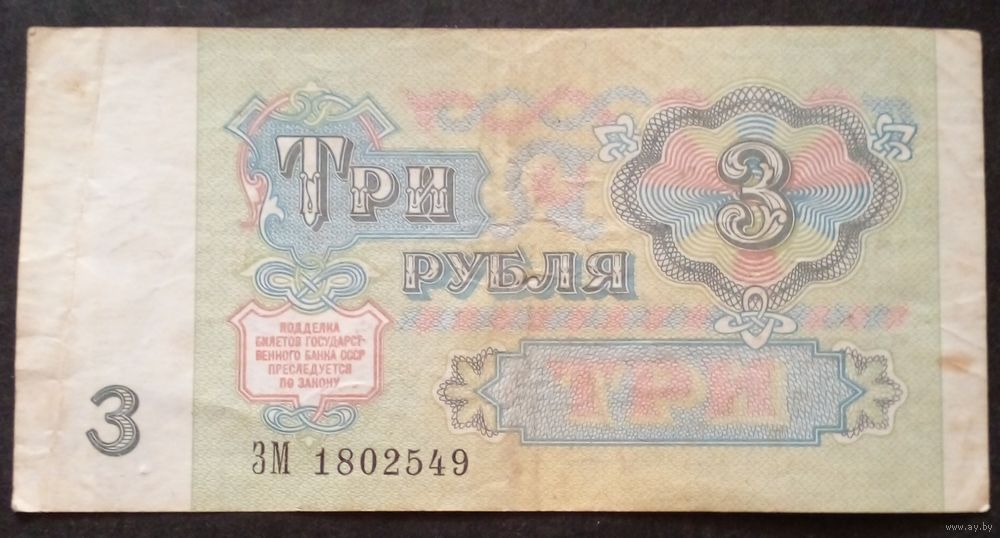 ТРИ
3
РУБЛЯ
ПОДДЕЛКА
БИЛЕТОВ ГОСУДАРСТ-
ВЕННОГО БАНКА СССР
ПРЕСЛЕДУЕТСЯ
ПО ЗАКОНУ
ТРИ
3
ЗМ 1802549
www.ay.by